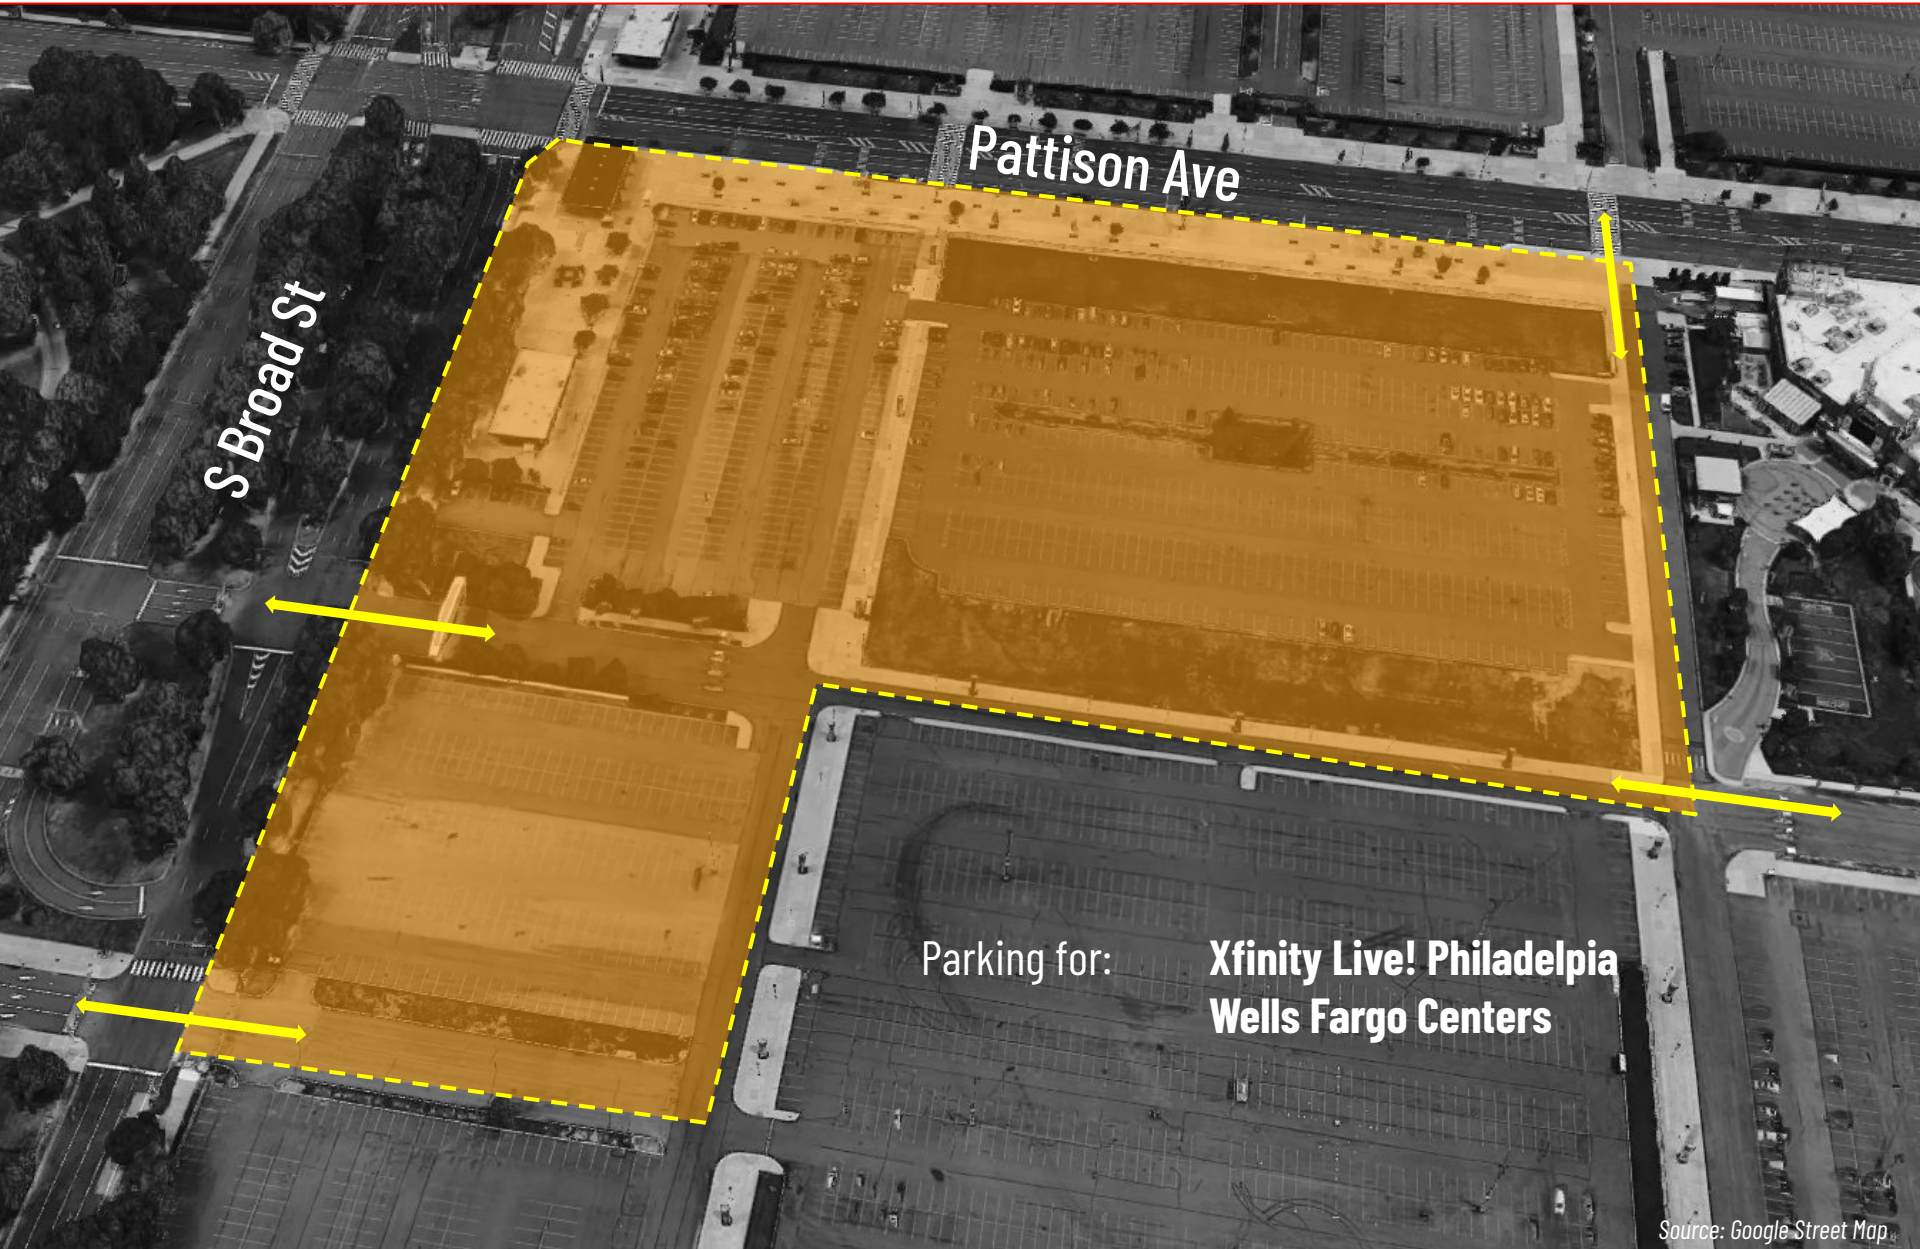 Pattison Ave
S Broad St
Parking for:
Xfinity Live! Philadelpia
Wells Fargo Centers
Source: Google Street Map